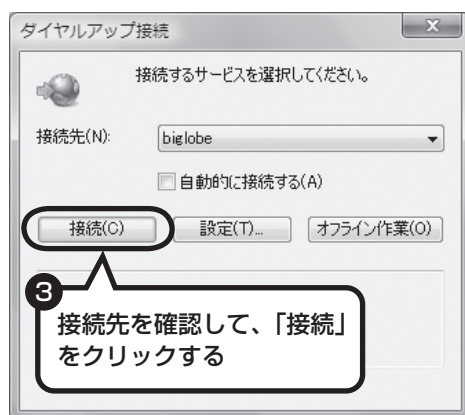 ダイヤルアップ接続
接続するサービスを選択してください。
接続先(N):
biglobe
自動的に接続する(A)
接続(C)
設定(T)...
オフライン作業(O)
3
接続先を確認して、「接続」
をクリックする